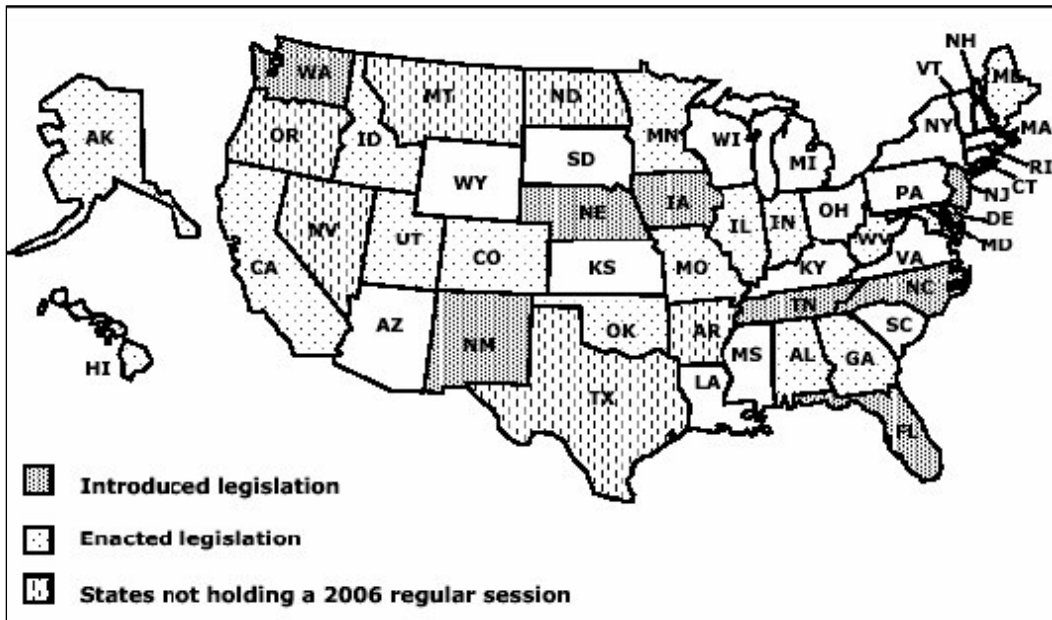 NH
WA
VT
ME
MT
ND
AK
MA
OR
MN
NY
ID
WI
SD
MI
RI
WY
CT
PA
NJ
IA
NE
OH
DE
NV
IL
IN
UT
MD
WV
CO
VA
CA
KS
MO
KY
NC
TN
AZ
OK
AR
SC
NM
MS
AL
GA
HI
LA
TX
FL
Introduced legislation
Enacted legislation
States not holding a 2006 regular session